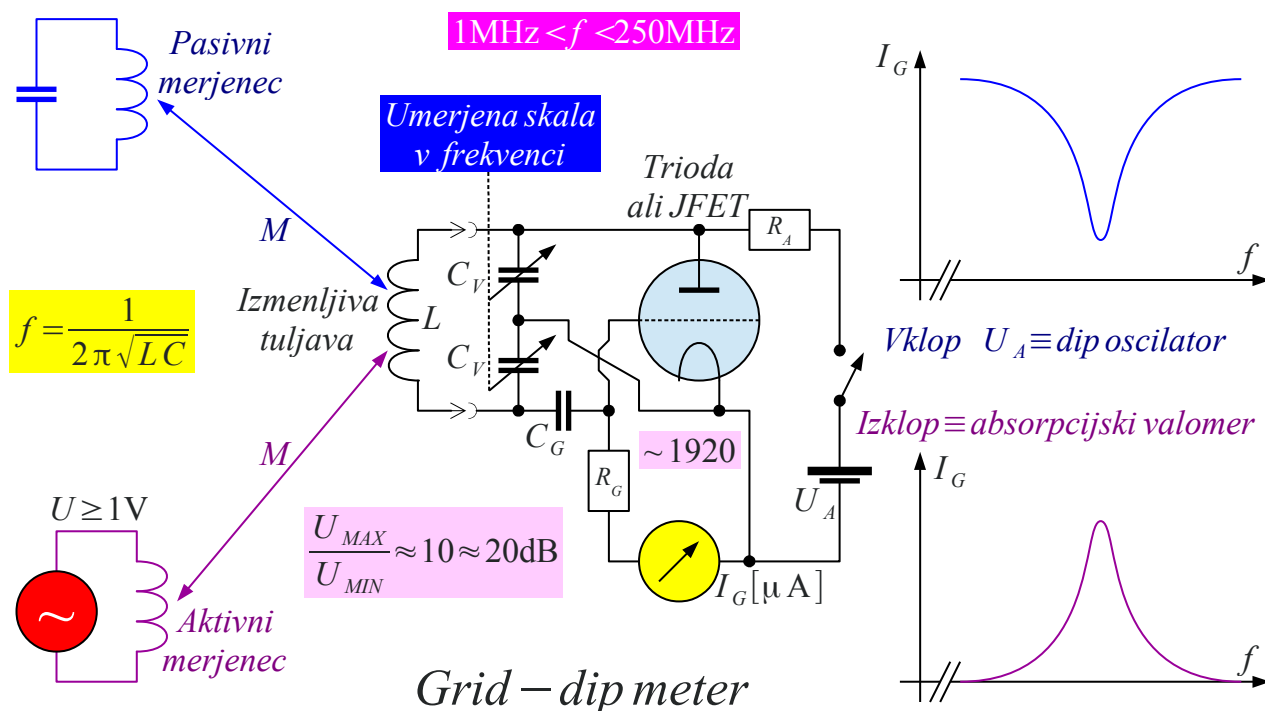 1MHz < f < 250MHz
Pasivni
merjenec
Umerjena skala
v frekvenci
Trioda
ali JFET
R_A
I_G
f
M
C_V
Izmenljiva
tuljava
L
f = 1 / (2π√(LC))
C_V
Vklop U_A ≡ dip oscilator
Izklop ≡ absorpcijski valomer
C_G
~ 1920
M
R_G
U_A
I_G
U ≥ 1V
U_MAX / U_MIN ≈ 10 ≈ 20dB
I_G [µA]
~
Aktivni
merjenec
f
Grid – dip meter